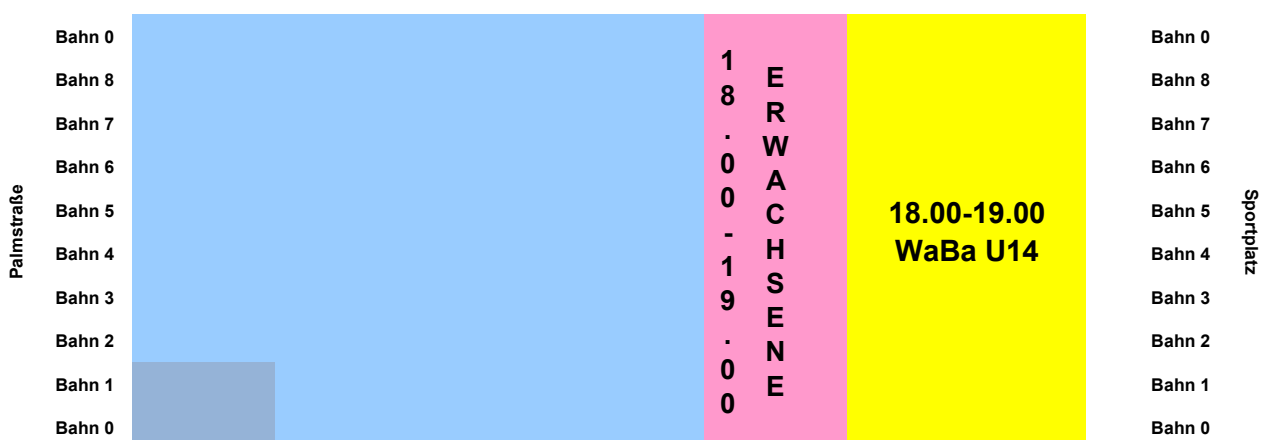 Palmstraße
Bahn 0
Bahn 8
Bahn 7
Bahn 6
Bahn 5
Bahn 4
Bahn 3
Bahn 2
Bahn 1
Bahn 0
18.00-19.00
ERWACHSENE
18.00-19.00
WaBa U14
Bahn 0
Bahn 8
Bahn 7
Bahn 6
Bahn 5
Bahn 4
Bahn 3
Bahn 2
Bahn 1
Bahn 0
Sportplatz